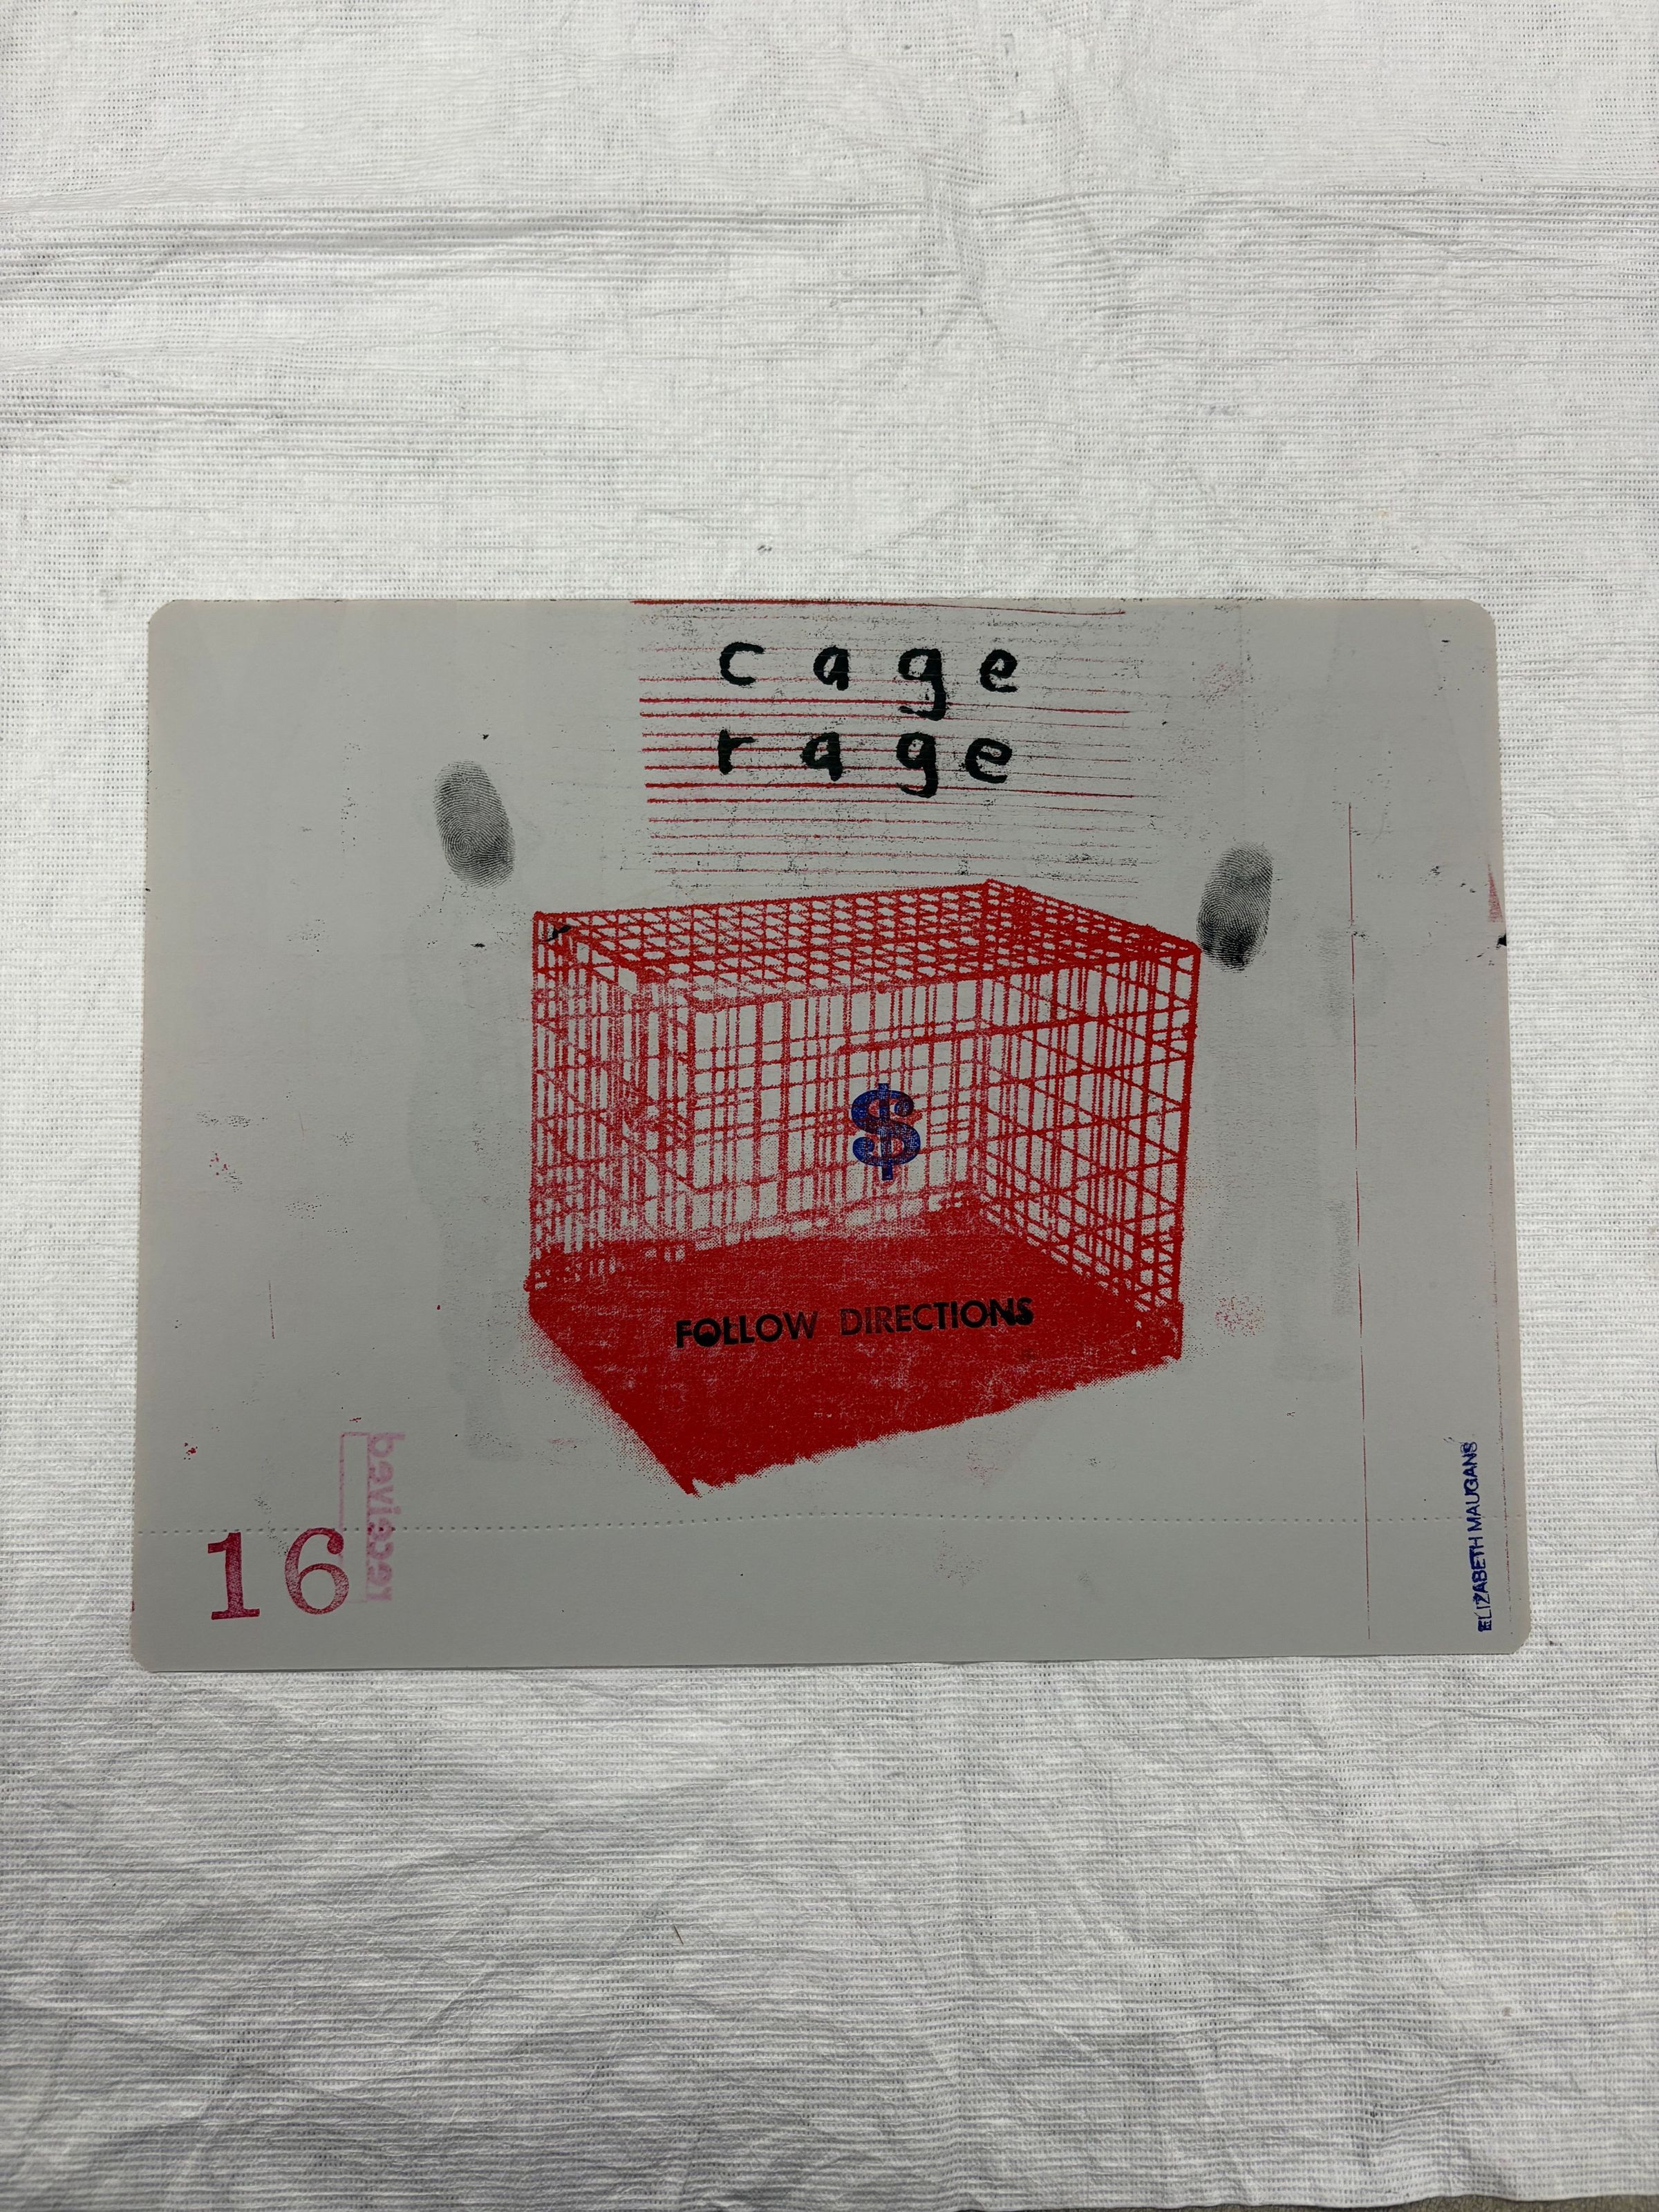 cage
rage
$
FOLLOW DIRECTIONS
16
ELIZABETH MAUGANS